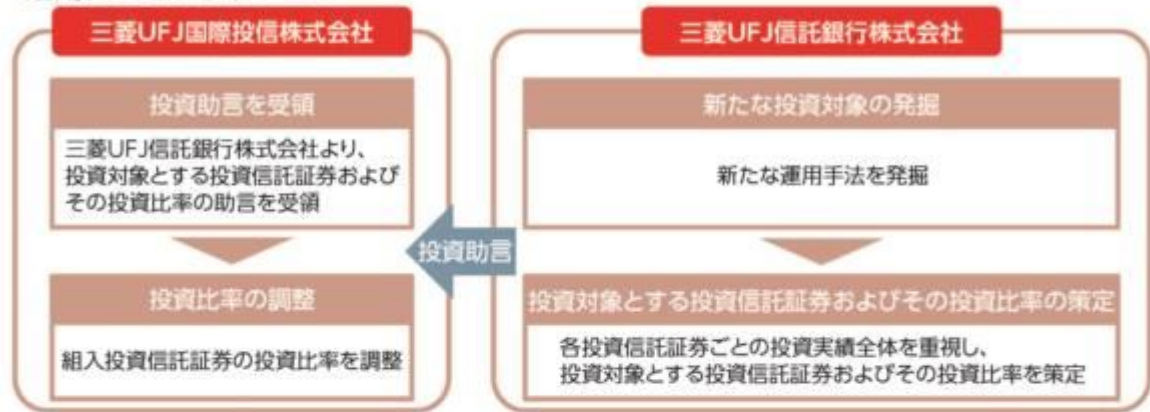 三菱UFJ国際投信株式会社
投資助言を受領
三菱UFJ信託銀行株式会社より、
投資対象とする投資信託証券および
その投資比率の助言を受領
投資比率の調整
組入投資信託証券の投資比率を調整
投資助言
三菱UFJ信託銀行株式会社
新たな投資対象の発掘
新たな運用手法を発掘
投資対象とする投資信託証券およびその投資比率の策定
各投資信託証券ごとの投資実績全体を重視し、
投資対象とする投資信託証券およびその投資比率を策定